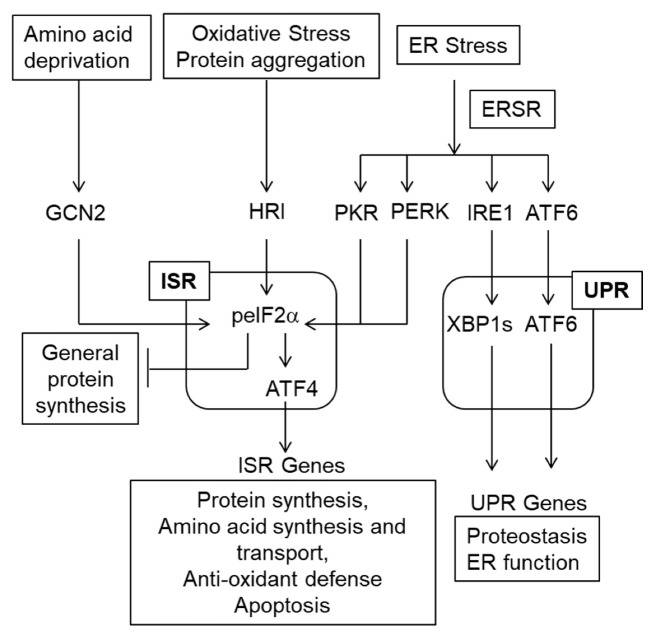 Amino acid
deprivation
Oxidative Stress
Protein aggregation
ER Stress
ERSR
GCN2
HRI
PKR
PERK
IRE1
ATF6
ISR
UPR
peIF2α
XBP1s
ATF6
General
protein
synthesis
ATF4
ISR Genes
Protein synthesis,
Amino acid synthesis and
transport,
Anti-oxidant defense
Apoptosis
UPR Genes
Proteostasis
ER function